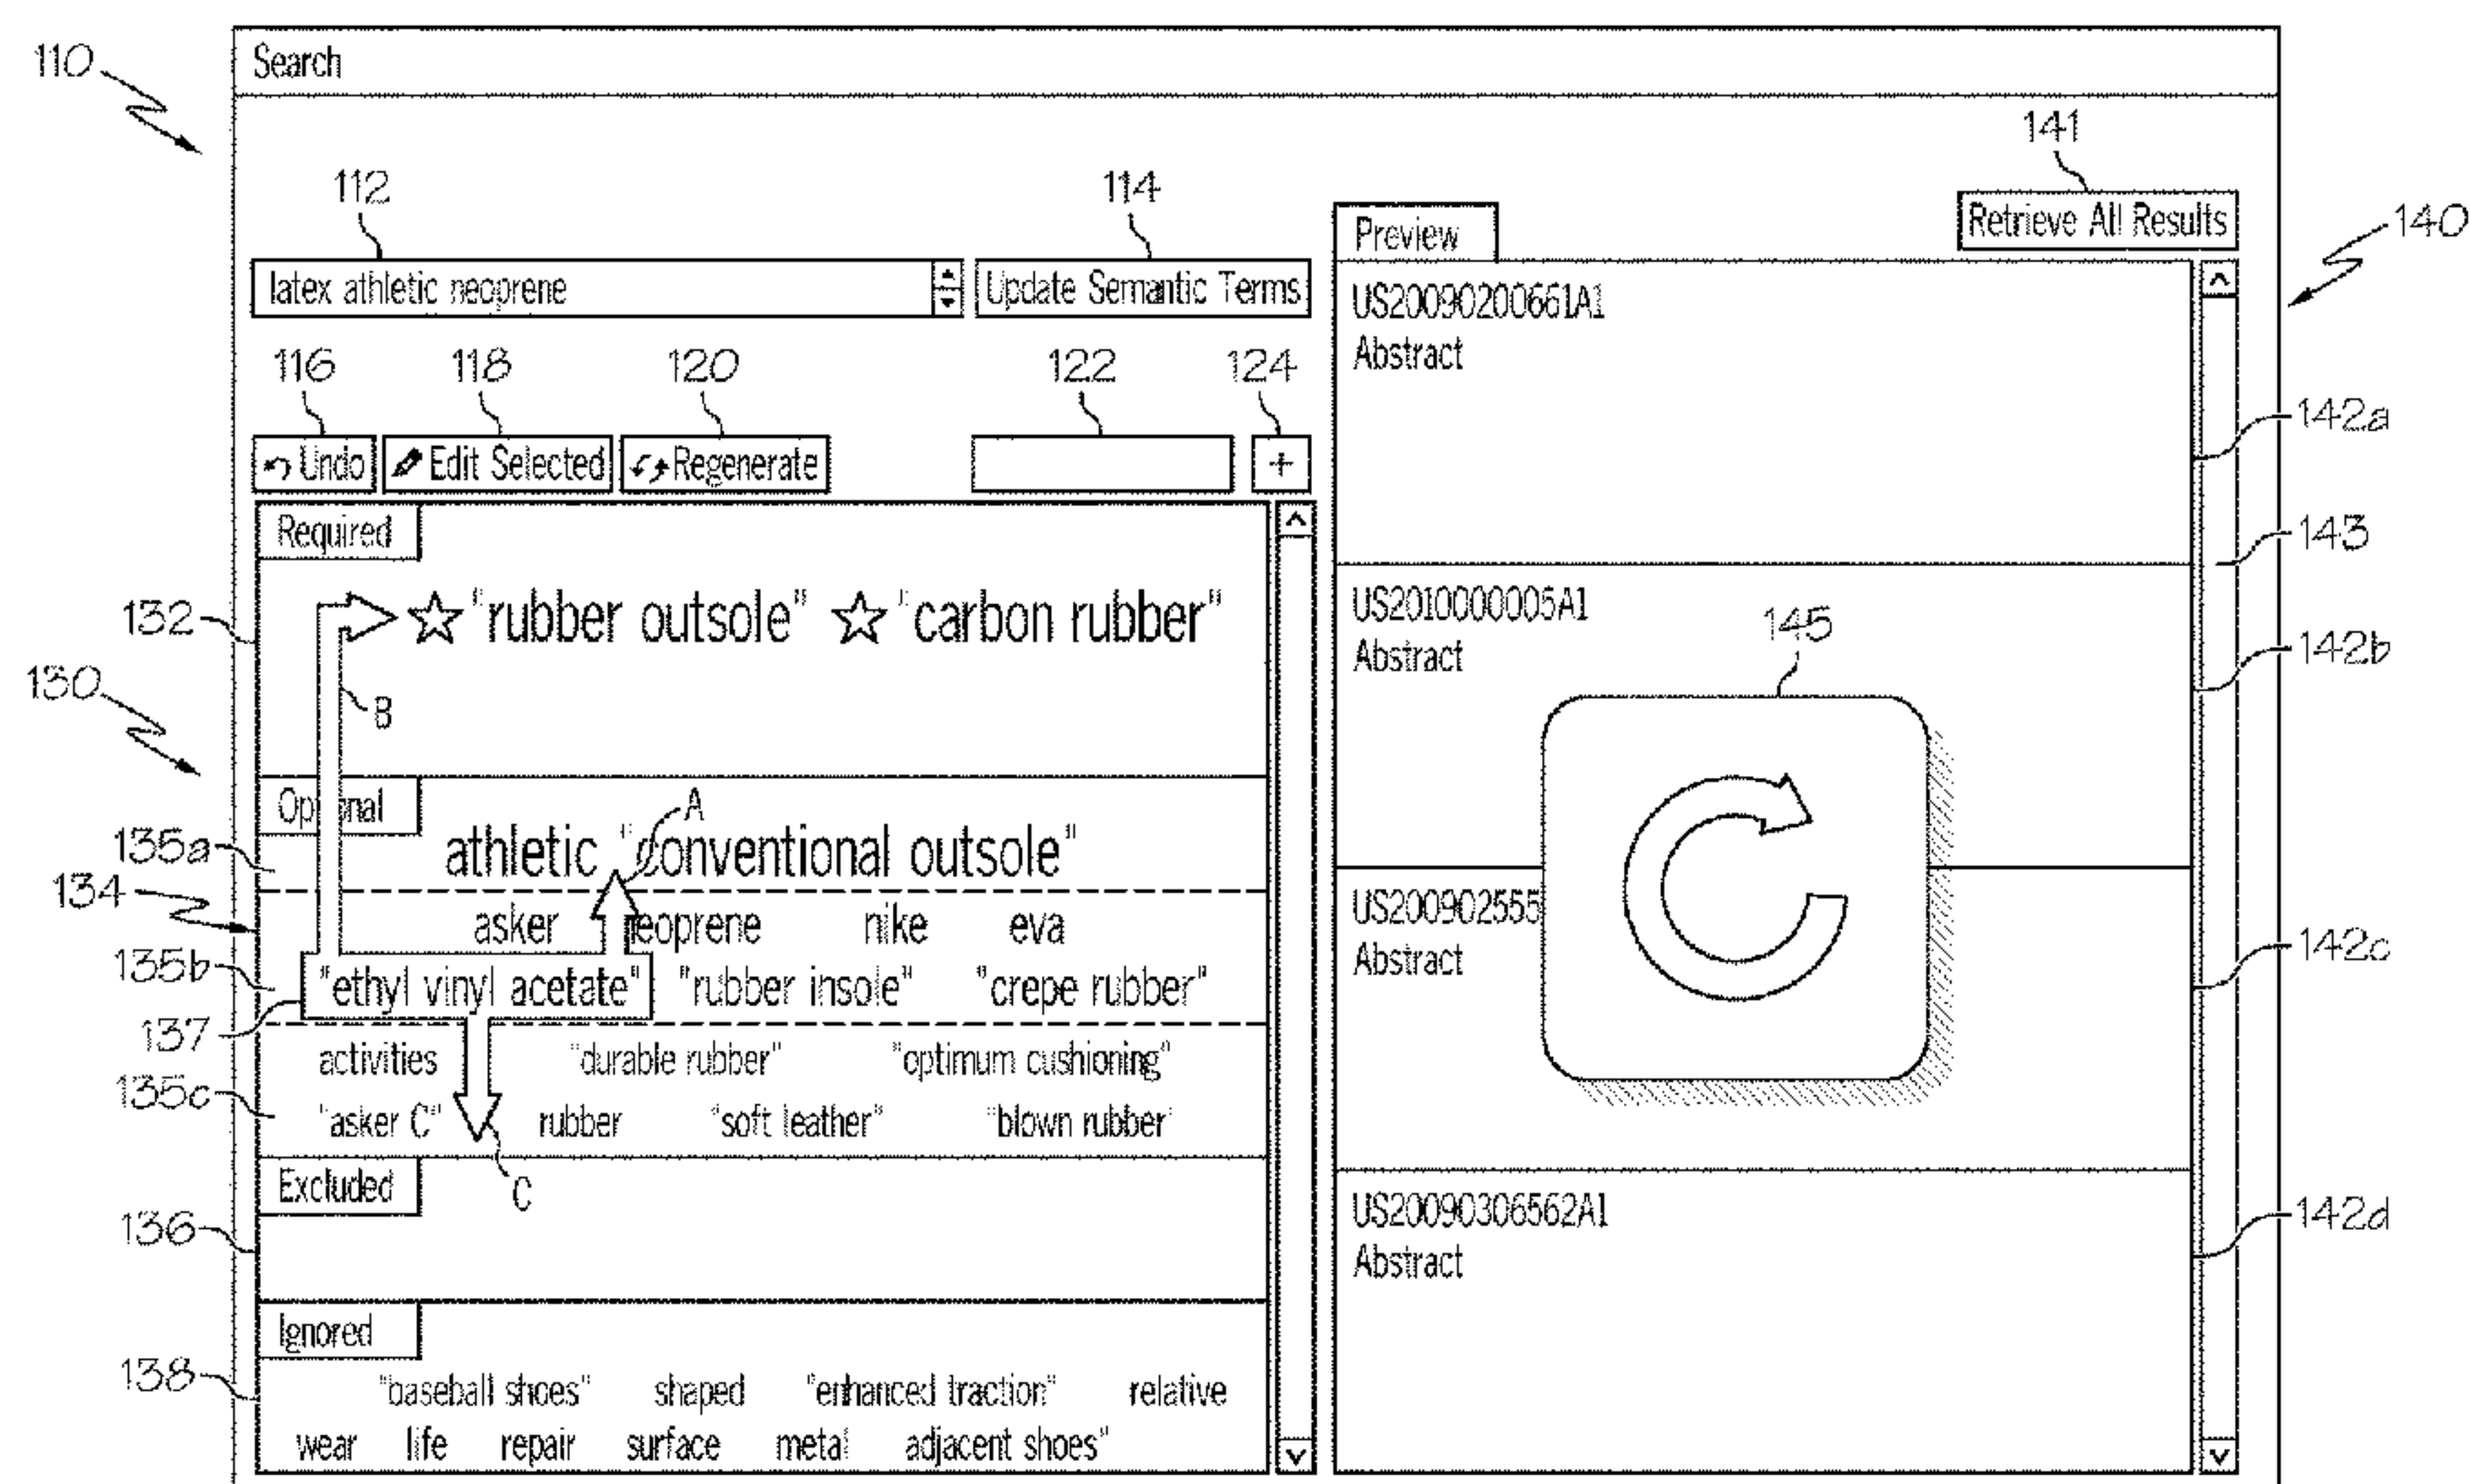 110
Search
141
112
114
Retrieve All Results
140
Preview
latex athletic neoprene
Update Semantic Terms
US20090200661A1
Abstract
116
118
120
122
124
142a
Undo
Edit Selected
Regenerate
+
Required
143
132
☆ "rubber outsole" ☆ "carbon rubber"
US2010000005A1
Abstract
145
142b
130
B
Op nal
A
135a
athletic "conventional outsole"
134
asker neoprene nike eva
US200902555
Abstract
142c
135b
"ethyl vinyl acetate" "rubber insole" "crepe rubber"
137
activities "durable rubber" "optimum cushioning"
135c
"asker C" rubber "soft leather" "blown rubber
Excluded
C
136
US20090306562A1
Abstract
142d
Ignored
138
"baseball shoes" shaped "enhanced traction" relative
wear life repair surface metal adjacent shoes"